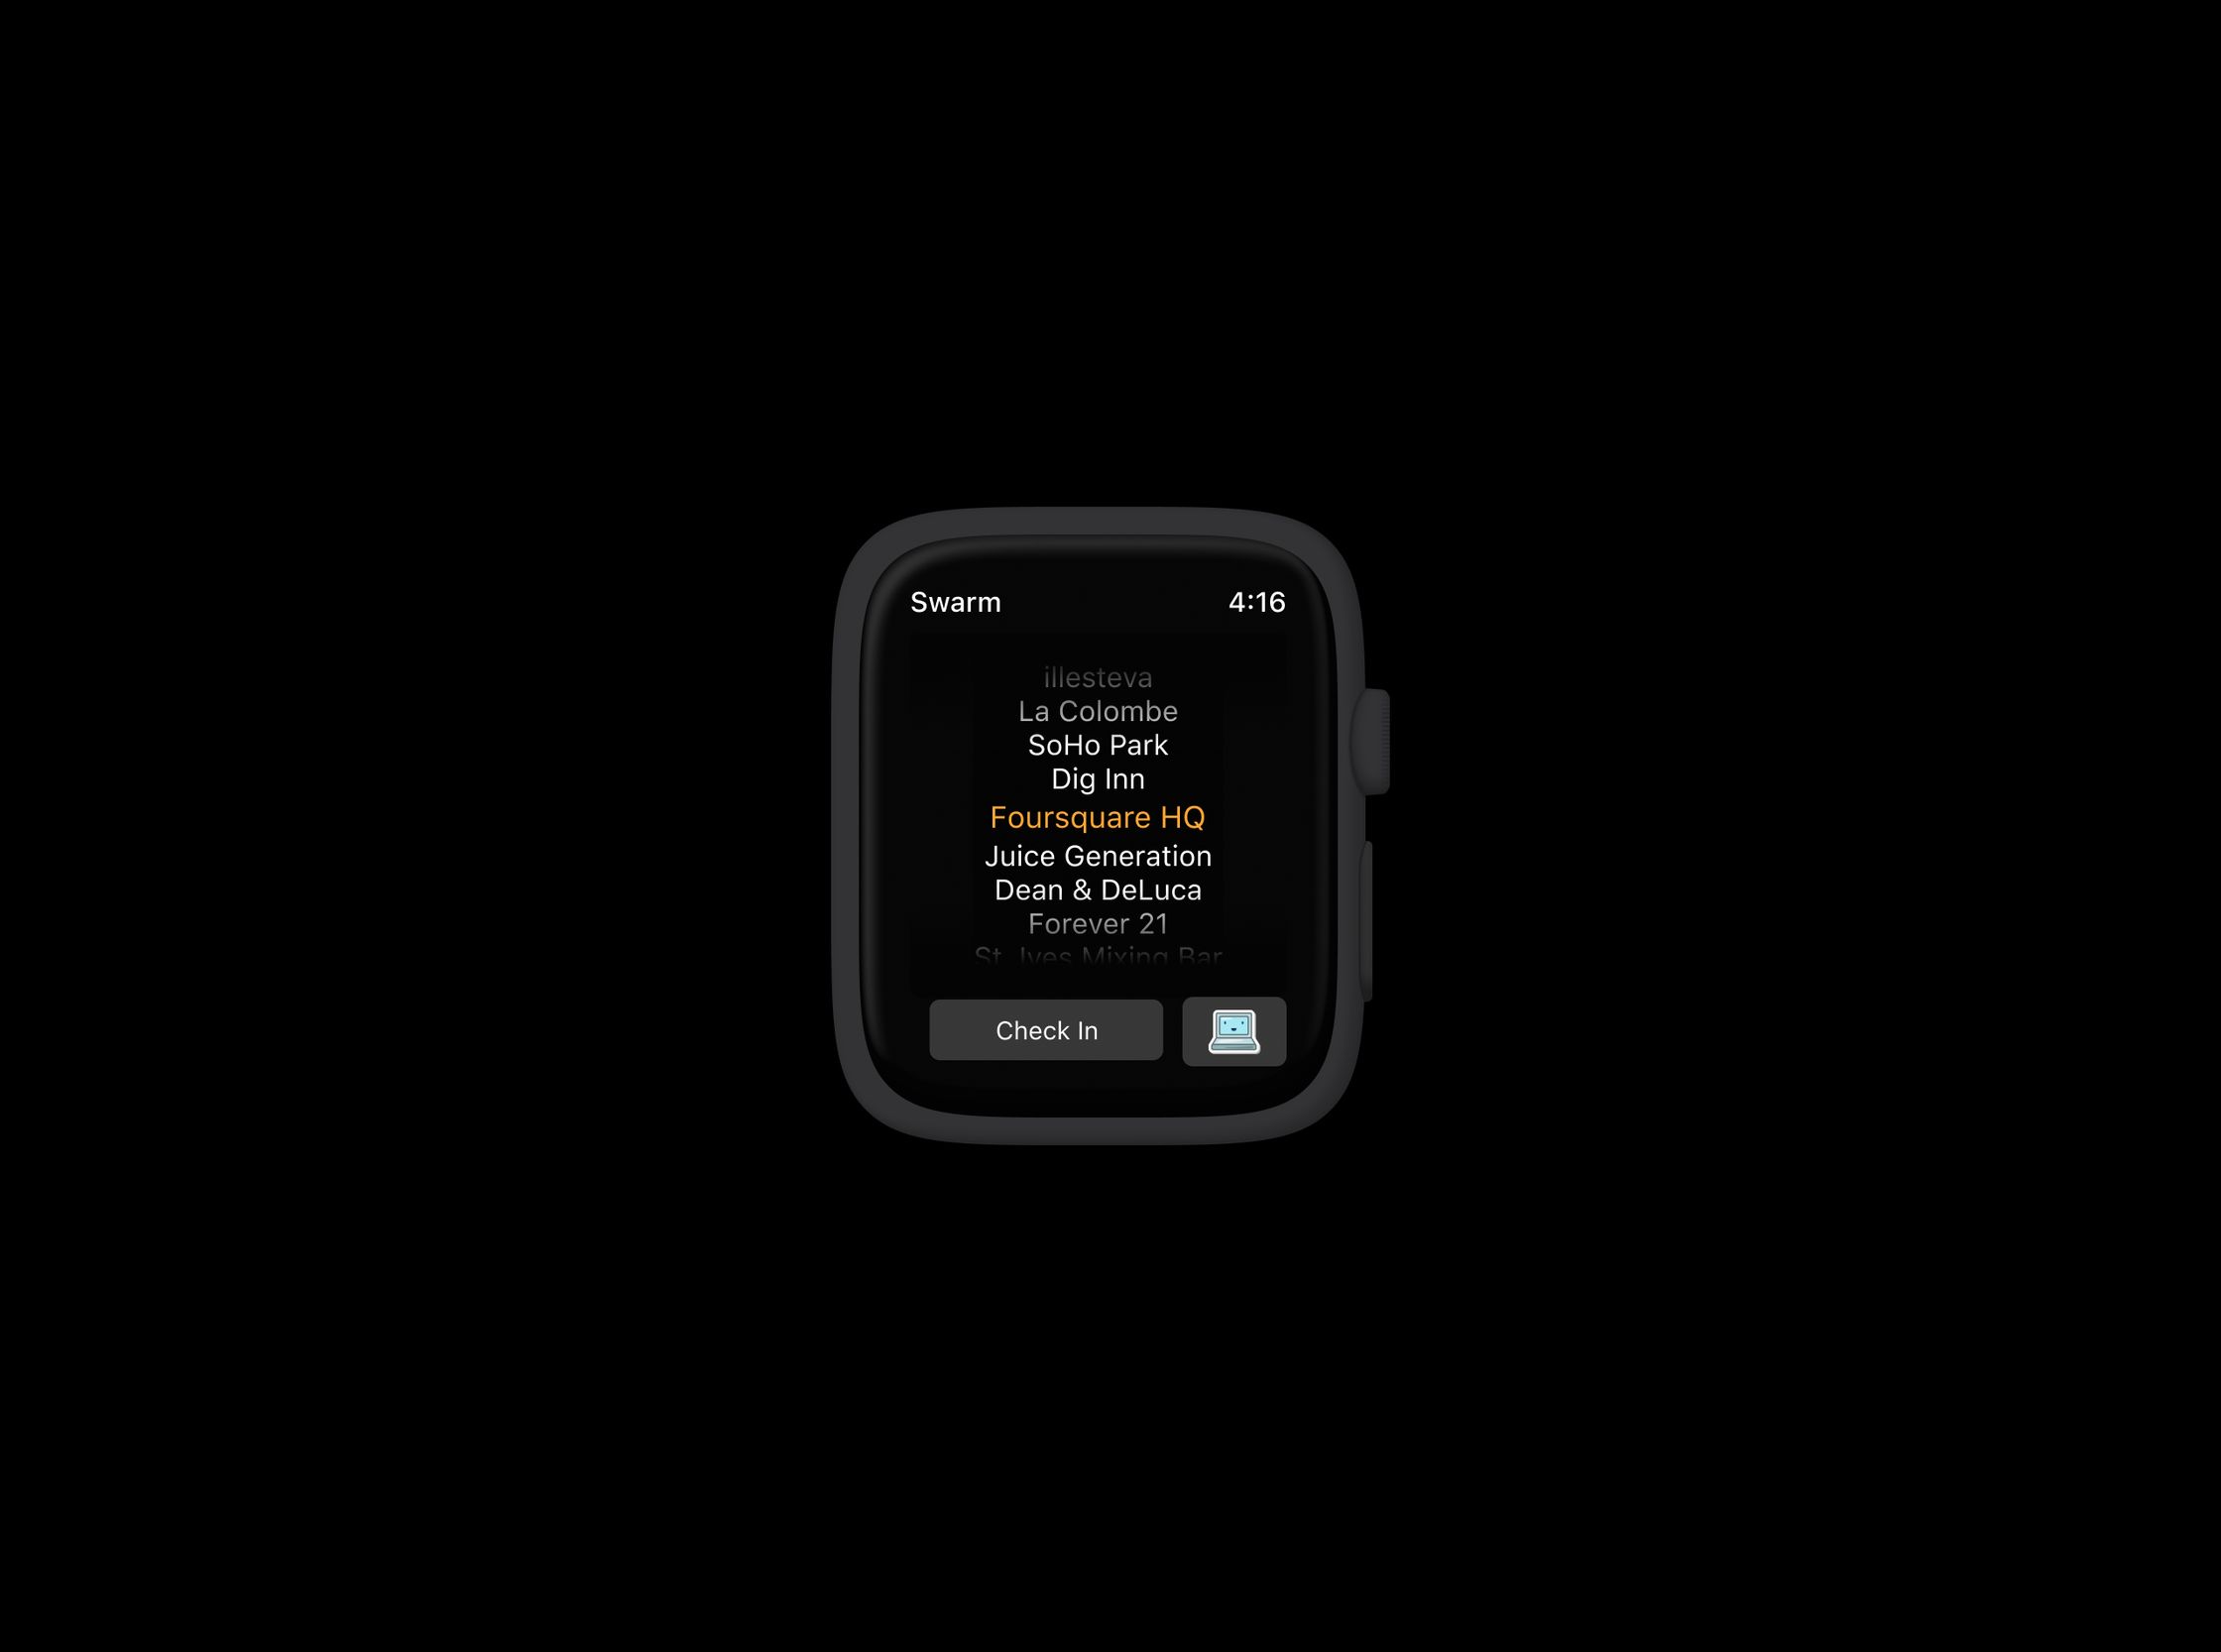 Swarm 4:16
illesteva
La Colombe
SoHo Park
Dig Inn
Foursquare HQ
Juice Generation
Dean & DeLuca
Forever 21
St. Ives Mixing Bar
Check In